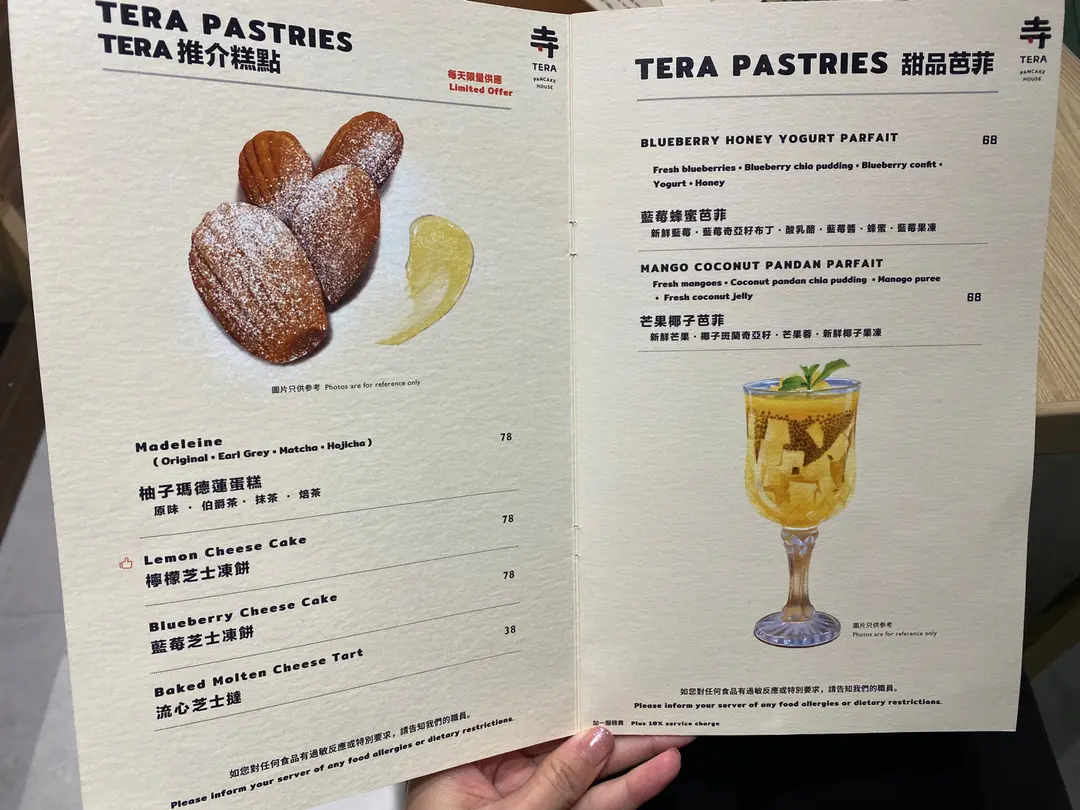 TERA PASTRIES
TERA 推介糕點
每天限量供應
Limited Offer
寺
TERA
PANCAKE
HOUSE
圖片只供參考 Photos are for reference only
Madeleine
78
( Original • Earl Grey • Matcha • Hojicha )
柚子瑪德蓮蛋糕
原味 · 伯爵茶 · 抹茶 · 焙茶
Lemon Cheese Cake
78
檸檬芝士凍餅
Blueberry Cheese Cake
78
藍莓芝士凍餅
Baked Molten Cheese Tart
38
流心芝士撻
如您對任何食品有過敏反應或特別要求，請告知我們的職員。
Please inform your server of any food allergies or dietary restrictions.
TERA PASTRIES 甜品芭菲
寺
TERA
PANCAKE
HOUSE
BLUEBERRY HONEY YOGURT PARFAIT
68
Fresh blueberries • Blueberry chia pudding • Blueberry confit •
Yogurt • Honey
藍莓蜂蜜芭菲
新鮮藍莓 · 藍莓奇亞籽布丁 · 酸乳酪 · 藍莓醬 · 蜂蜜 · 藍莓果凍
MANGO COCONUT PANDAN PARFAIT
Fresh mangoes • Coconut pandan chia pudding • Manago puree
• Fresh coconut jelly
68
芒果椰子芭菲
新鮮芒果 · 椰子斑蘭奇亞籽 · 芒果蓉 · 新鮮椰子果凍
圖片只供參考
Photos are for reference only
如您對任何食品有過敏反應或特別要求，請告知我們的職員。
Please inform your server of any food allergies or dietary restrictions.
加一服務費 Plus 10% service charge